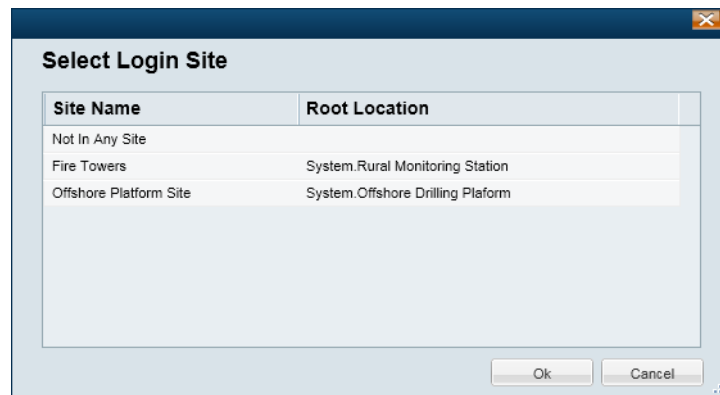 Select Login Site
Site Name Root Location
Not In Any Site
Fire Towers System.Rural Monitoring Station
Offshore Platform Site System.Offshore Drilling Plaform
Ok Cancel